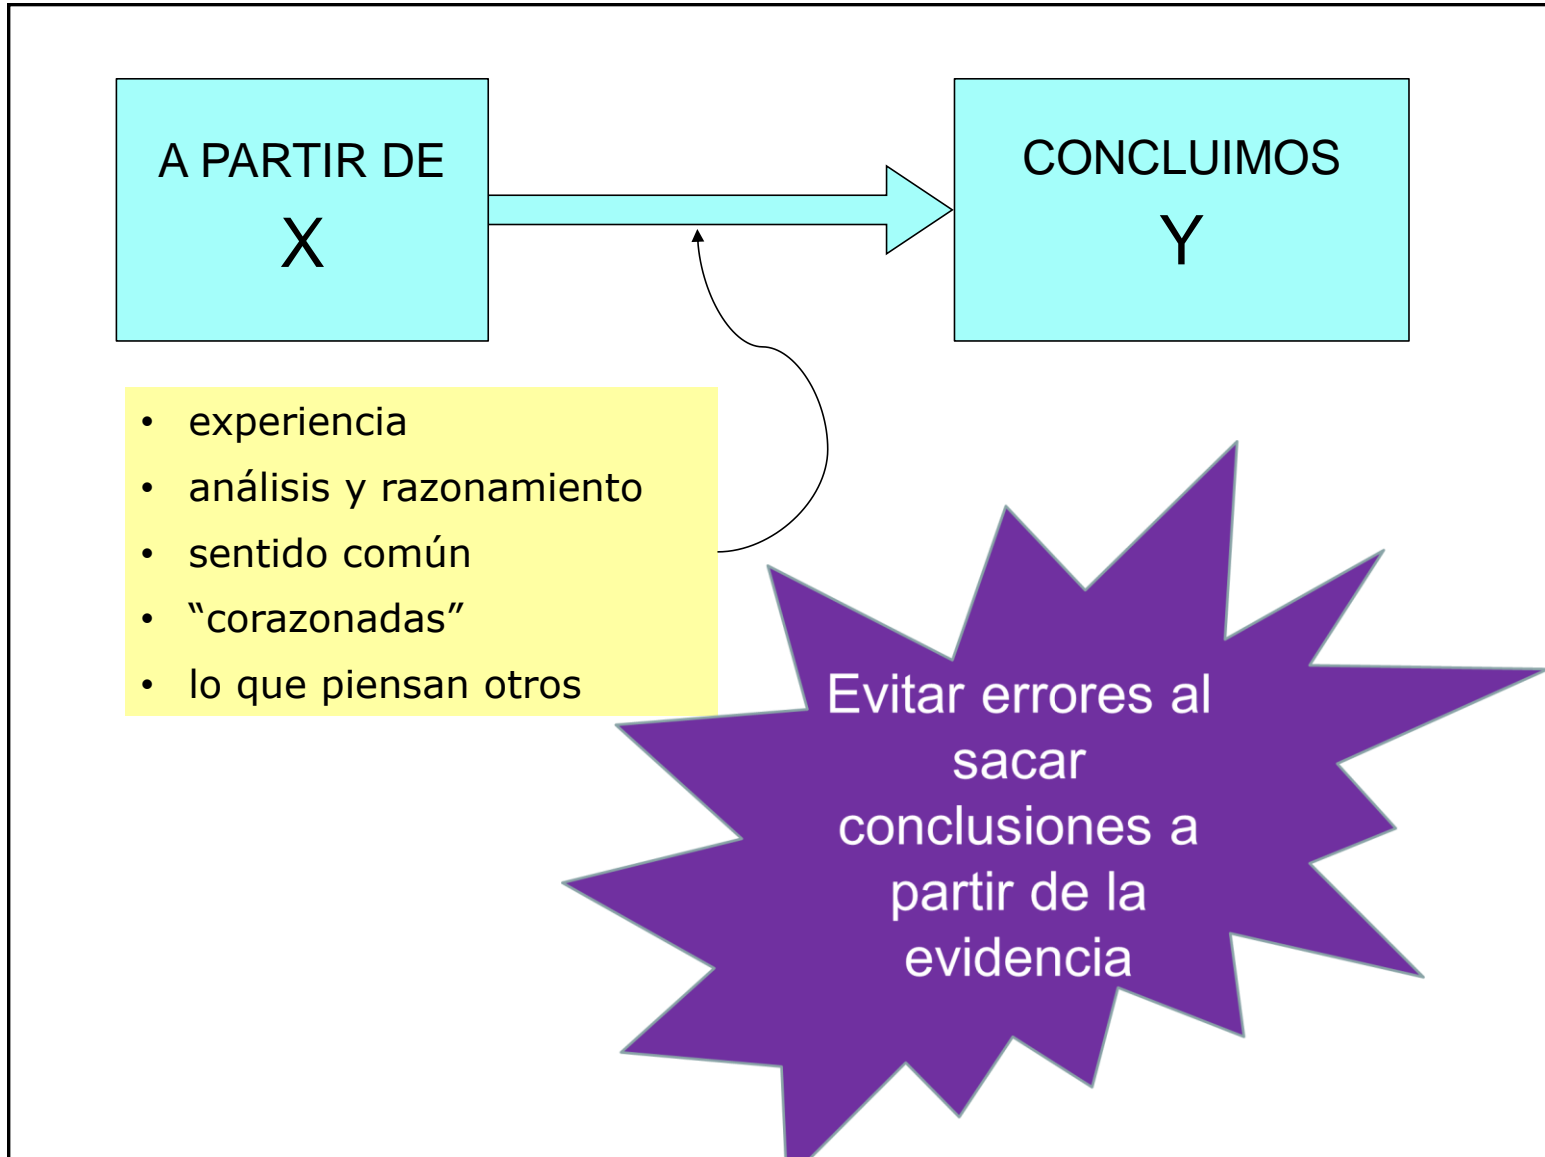 A PARTIR DE
X
CONCLUIMOS
Y
• experiencia
• análisis y razonamiento
• sentido común
• “corazonadas”
• lo que piensan otros
Evitar errores al
sacar
conclusiones a
partir de la
evidencia